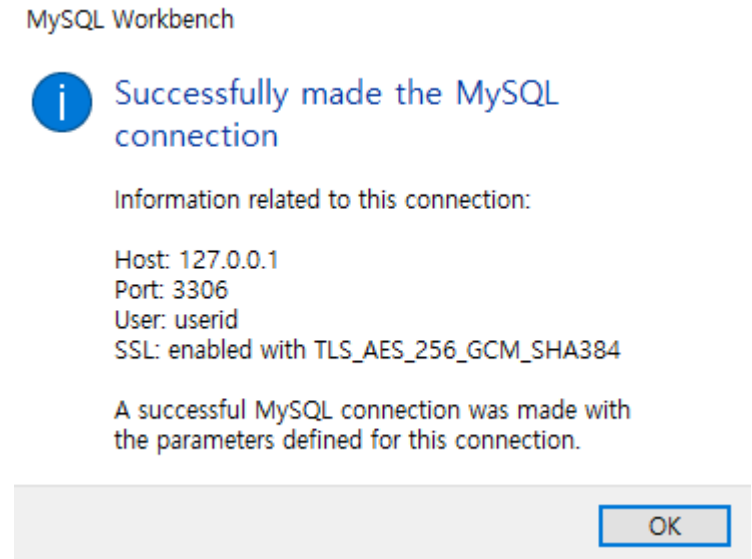 MySQL Workbench
i
Successfully made the MySQL
connection
Information related to this connection:
Host: 127.0.0.1
Port: 3306
User: userid
SSL: enabled with TLS_AES_256_GCM_SHA384
A successful MySQL connection was made with
the parameters defined for this connection.
OK